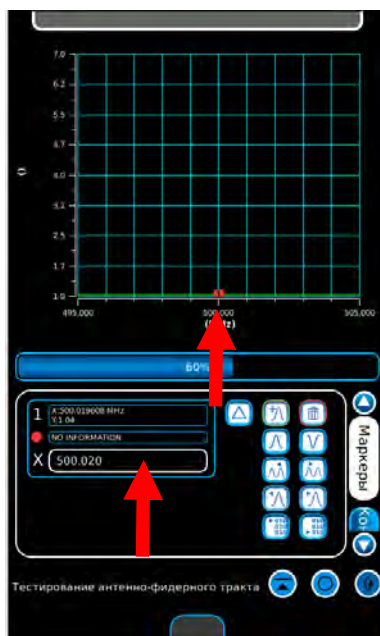 7.0
6.2
5.5
4.7
4.0
3.2
2.5
1.7
1.0
495.000
505.000
60%
1
X:500.019608 MHz
Y:1.04
NO INFORMATION
X
500.020
Маркеры
Тестирование антенно-фидерного тракта